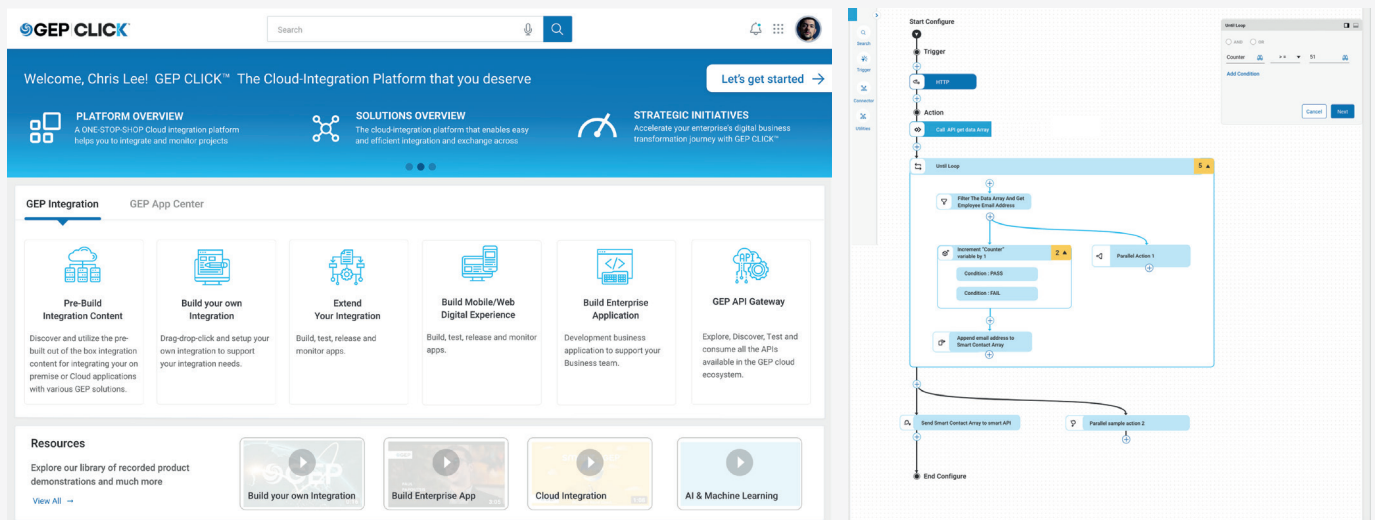 GEP CLICK
Search
Welcome, Chris Lee! GEP CLICK™ The Cloud-Integration Platform that you deserve
Let's get started →
PLATFORM OVERVIEW
A ONE-STOP-SHOP Cloud integration platform
helps you to integrate and monitor projects
SOLUTIONS OVERVIEW
The cloud-integration platform that enables easy
and efficient integration and exchange across
STRATEGIC INITIATIVES
Accelerate your enterprise's digital business
transformation journey with GEP CLICK™
GEP Integration
GEP App Center
Pre-Build
Integration Content
Discover and utilize the pre-
built out of the box integration
content for integrating your on
premise or Cloud applications
with various GEP solutions.
Build your own
Integration
Drag-drop-click and setup your
own integration to support
your integration needs.
Extend
Your Integration
Build, test, release and
monitor apps.
Build Mobile/Web
Digital Experience
Build, test, release and monitor
apps.
Build Enterprise
Application
Development business
application to support your
Business team.
API
GEP API Gateway
Explore, Discover, Test and
consume all the APIs
available in the GEP cloud
ecosystem.
Resources
Explore our library of recorded product
demonstrations and much more
View All →
Build your own Integration
Build Enterprise App
Cloud Integration
AI & Machine Learning
Search
Trigger
Connector
Utilities
Start Configure
Trigger
HTTP
Action
Call API get data Array
Until Loop
5
Filter The Data Array And Get
Employee Email Address
Increment "Counter"
variable by 1
2
Condition : PASS
Condition : FAIL
Parallel Action 1
Append email address to
Smart Contact Array
Send Smart Contact Array to smart API
Parallel sample action 2
End Configure
Until Loop
AND
OR
Counter
>>
51
Add Condition
Cancel
Next